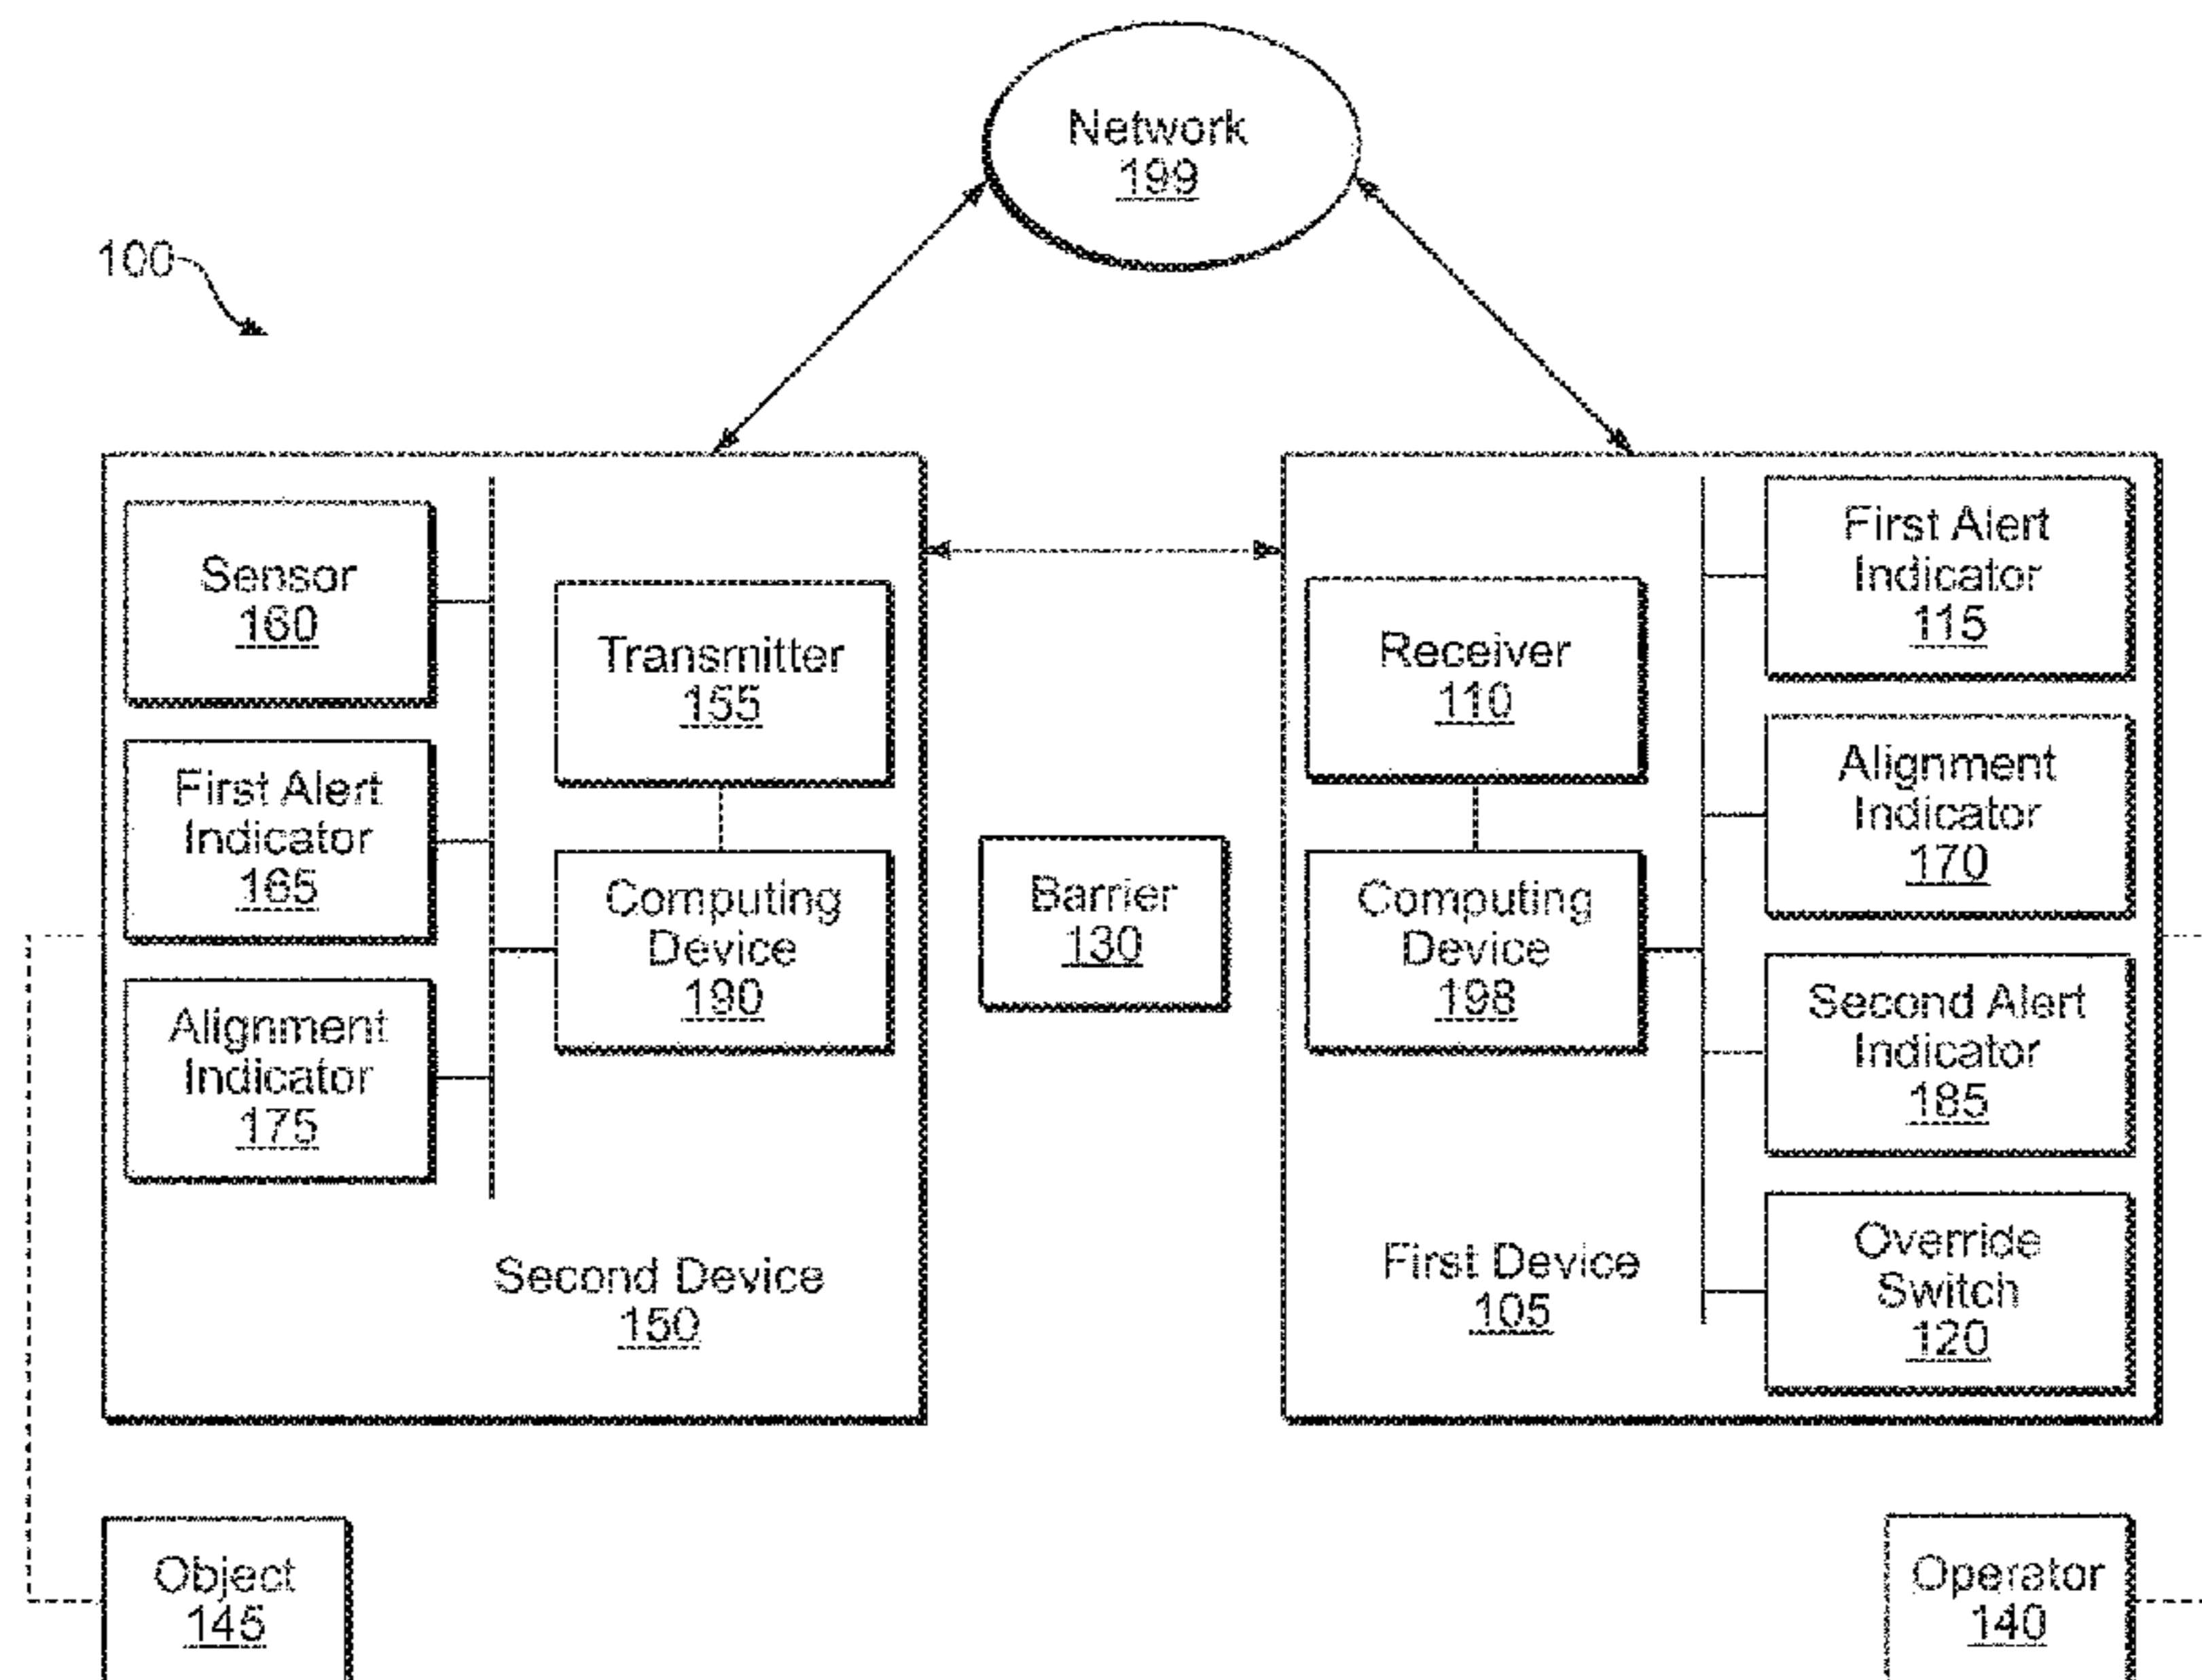 Network
199
100
Sensor
160
Transmitter
155
First Alert
Indicator
165
Computing
Device
190
Alignment
Indicator
175
Second Device
150
Barrier
130
Receiver
110
Computing
Device
198
First Device
105
First Alert
Indicator
115
Alignment
Indicator
170
Second Alert
Indicator
185
Override
Switch
120
Object
145
Operator
140